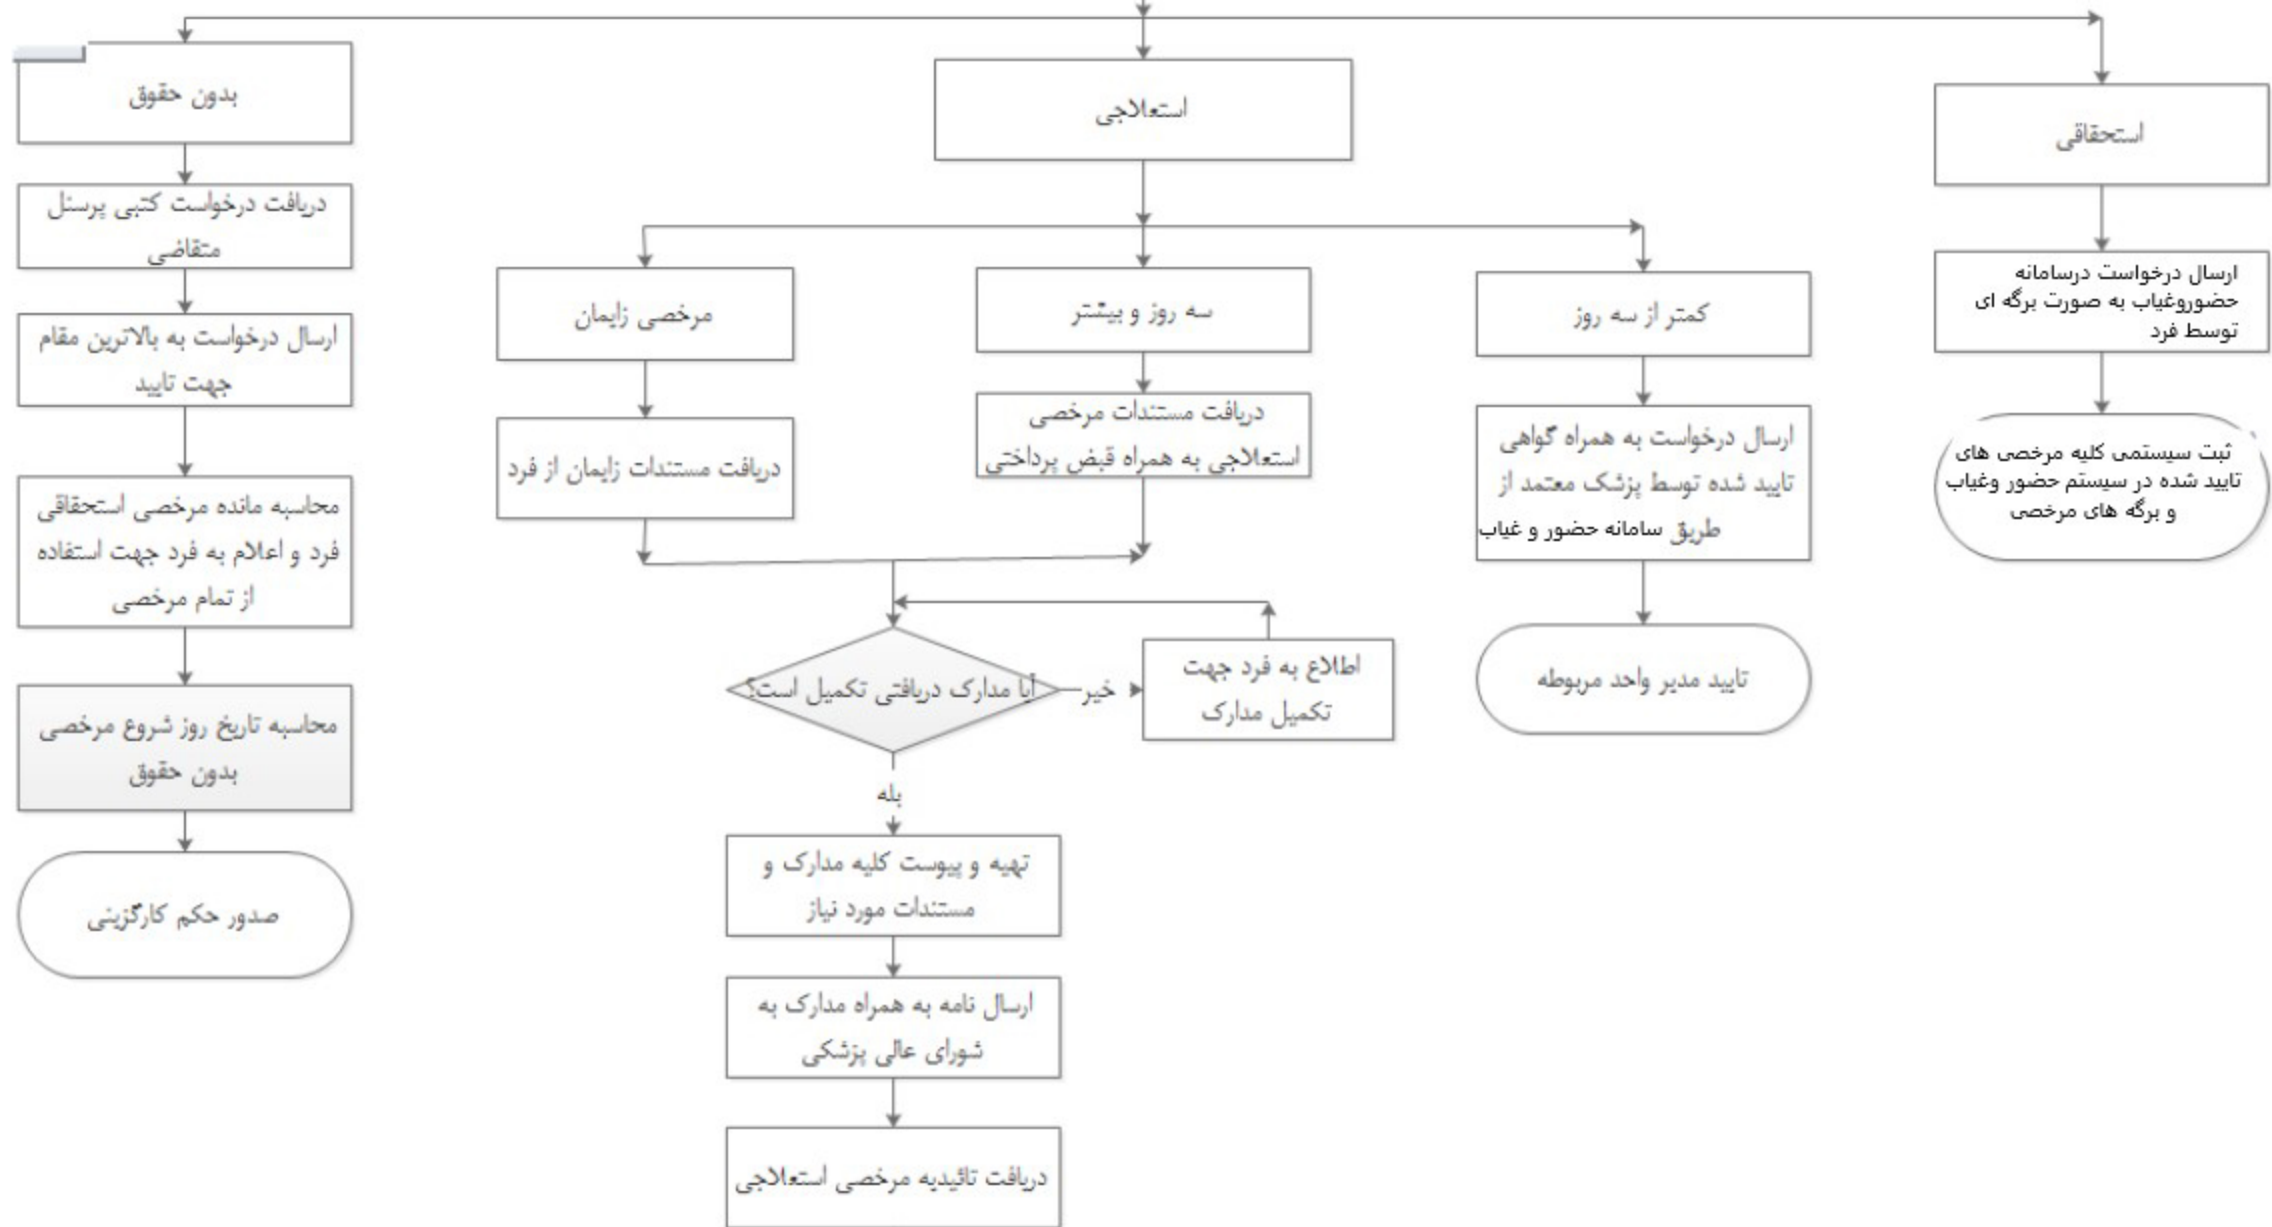 استحقاقی
ارسال درخواست درسامانه
حضوروغیاب به صورت برگه ای
توسط فرد
ثبت سیستمی کلیه مرخصی های
تایید شده در سیستم حضور وغیاب
و برگه های مرخصی
استعلاجی
کمتر از سه روز
ارسال درخواست به همراه گواهی
تایید شده توسط پزشک معتمد از
طریق سامانه حضور و غیاب
تایید مدیر واحد مربوطه
سه روز و بیشتر
دریافت مستندات مرخصی
استعلاجی به همراه قبض پرداختی
مرخصی زایمان
دریافت مستندات زایمان از فرد
آیا مدارک دریافتی تکمیل است؟
خیر
اطلاع به فرد جهت
تکمیل مدارک
بله
تهیه و پیوست کلیه مدارک و
مستندات مورد نیاز
ارسال نامه به همراه مدارک به
شورای عالی پزشکی
دریافت تائیدیه مرخصی استعلاجی
بدون حقوق
دریافت درخواست کتبی پرسنل
متقاضی
ارسال درخواست به بالاترین مقام
جهت تایید
محاسبه مانده مرخصی استحقاقی
فرد و اعلام به فرد جهت استفاده
از تمام مرخصی
محاسبه تاریخ روز شروع مرخصی
بدون حقوق
صدور حکم کارگزینی